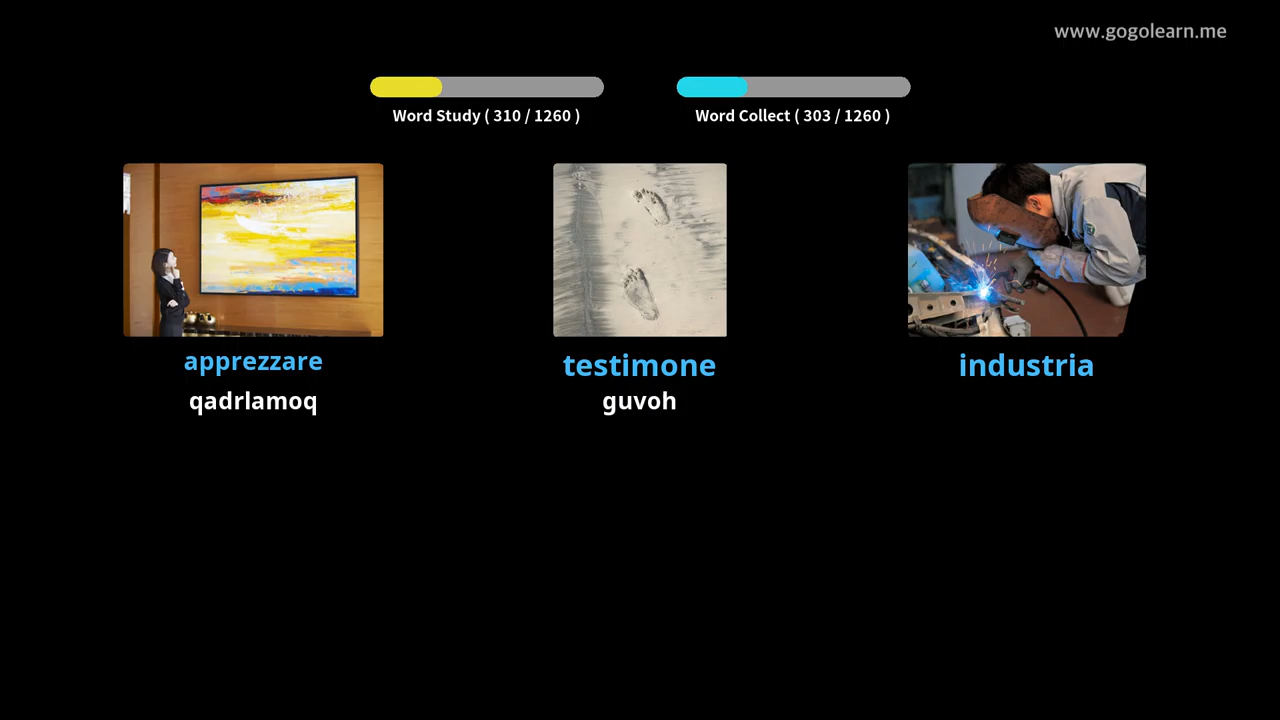 www.gogolearn.me
Word Study ( 310 / 1260 )
Word Collect ( 303 / 1260 )
apprezzare
qadrlamoq
testimone
guvoh
industria